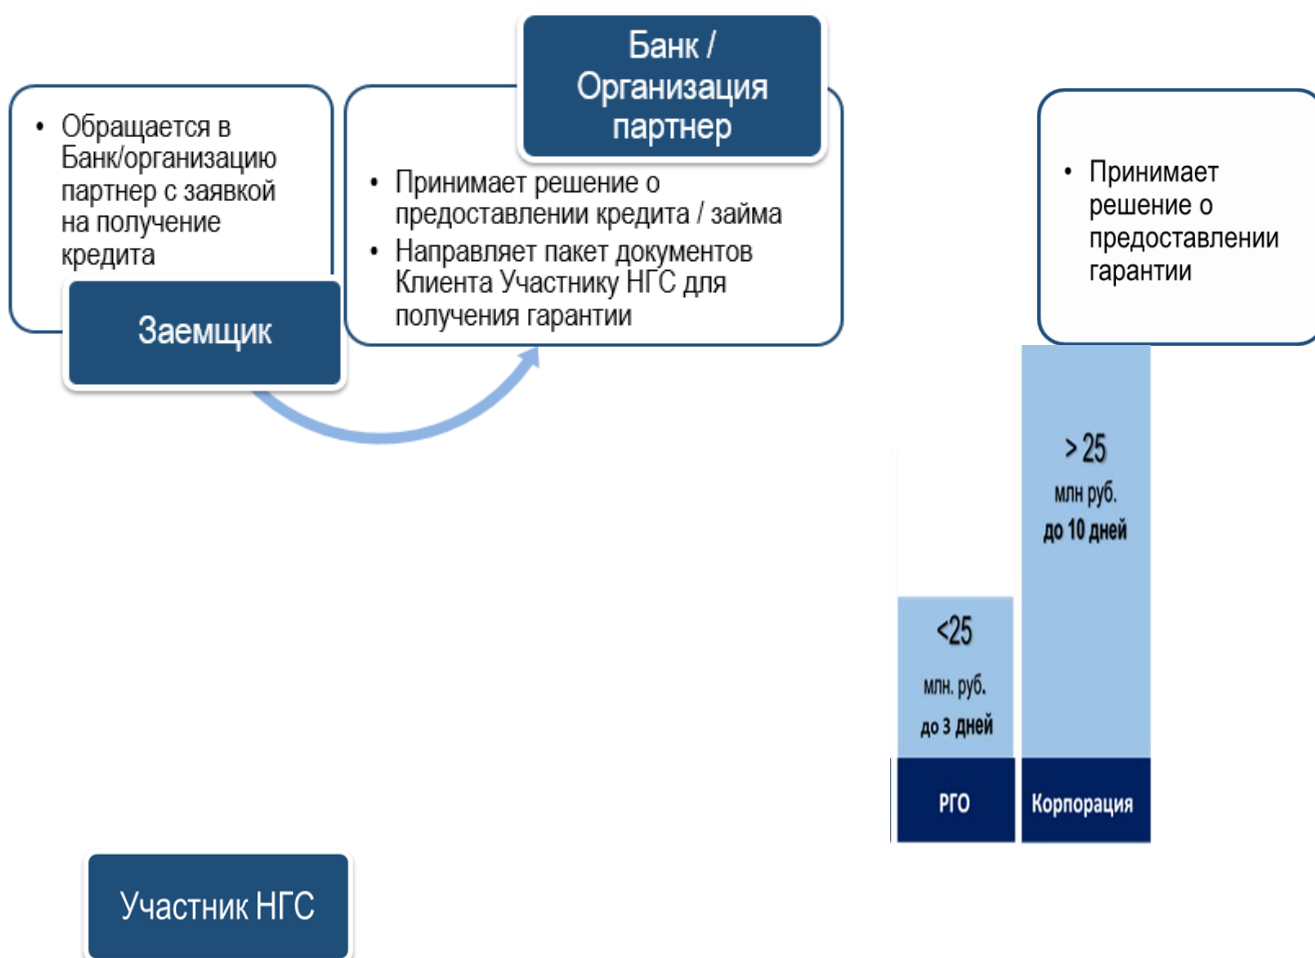 • Обращается в
Банк/организацию
партнер с заявкой
на получение
кредита
Заемщик
Банк /
Организация
партнер
• Принимает решение о
предоставлении кредита / займа
• Направляет пакет документов
Клиента Участнику НГС для
получения гарантии
• Принимает
решение о
предоставлении
гарантии
> 25
млн руб.
до 10 дней
<25
млн. руб.
до 3 дней
РГО
Корпорация
Участник НГС